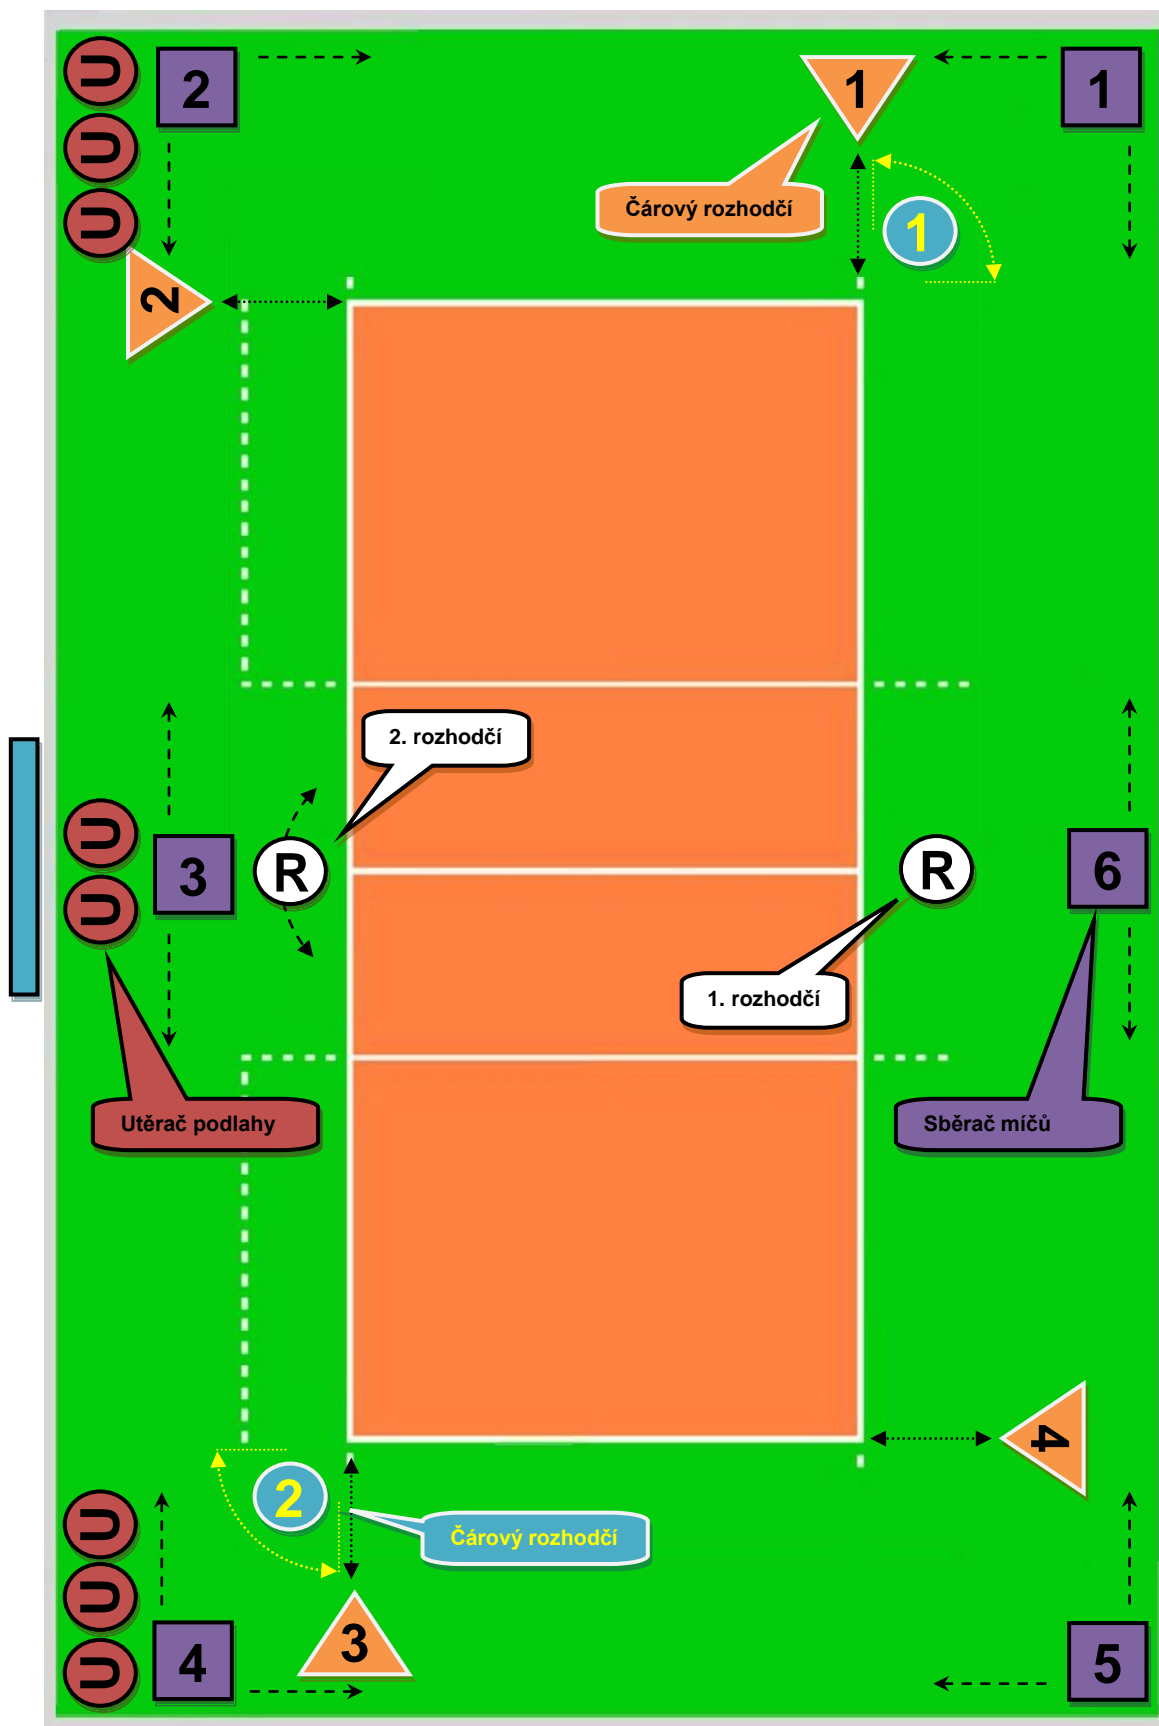 U
2
1
1
U
Čárový rozhodčí
U
1
2
2. rozhodčí
U
3
R
R
6
U
1. rozhodčí
Utěrač podlahy
Sběrač míčů
4
2
U
Čárový rozhodčí
U
3
4
5
U